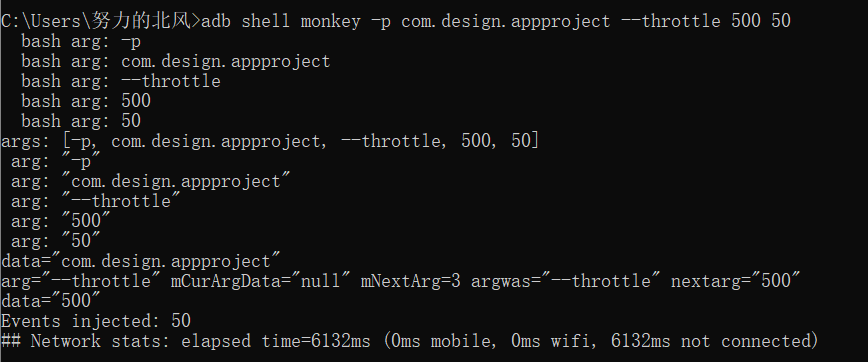 C:\Users\努力的北风>adb shell monkey -p com.design.appproject --throttle 500 50
  bash arg: -p
  bash arg: com.design.appproject
  bash arg: --throttle
  bash arg: 500
  bash arg: 50
args: [-p, com.design.appproject, --throttle, 500, 50]
 arg: "-p"
 arg: "com.design.appproject"
 arg: "--throttle"
 arg: "500"
 arg: "50"
data="com.design.appproject"
arg="--throttle" mCurArgData="null" mNextArg=3 argwas="--throttle" nextarg="500"
data="500"
Events injected: 50
## Network stats: elapsed time=6132ms (0ms mobile, 0ms wifi, 6132ms not connected)